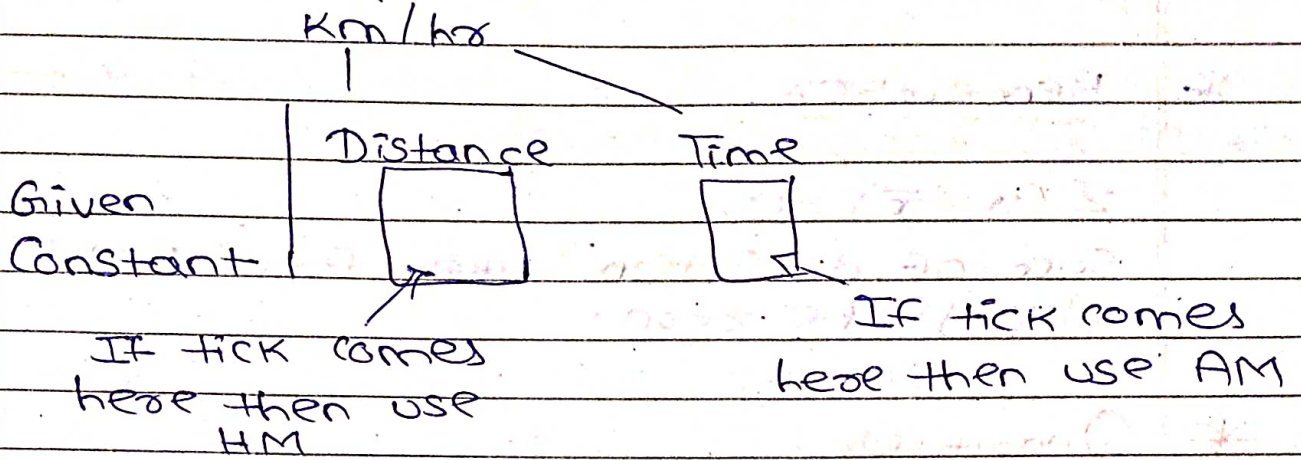 Km/hr
Distance Time
Given
Constant
If tick comes
here then use AM
If tick comes
here then use
HM